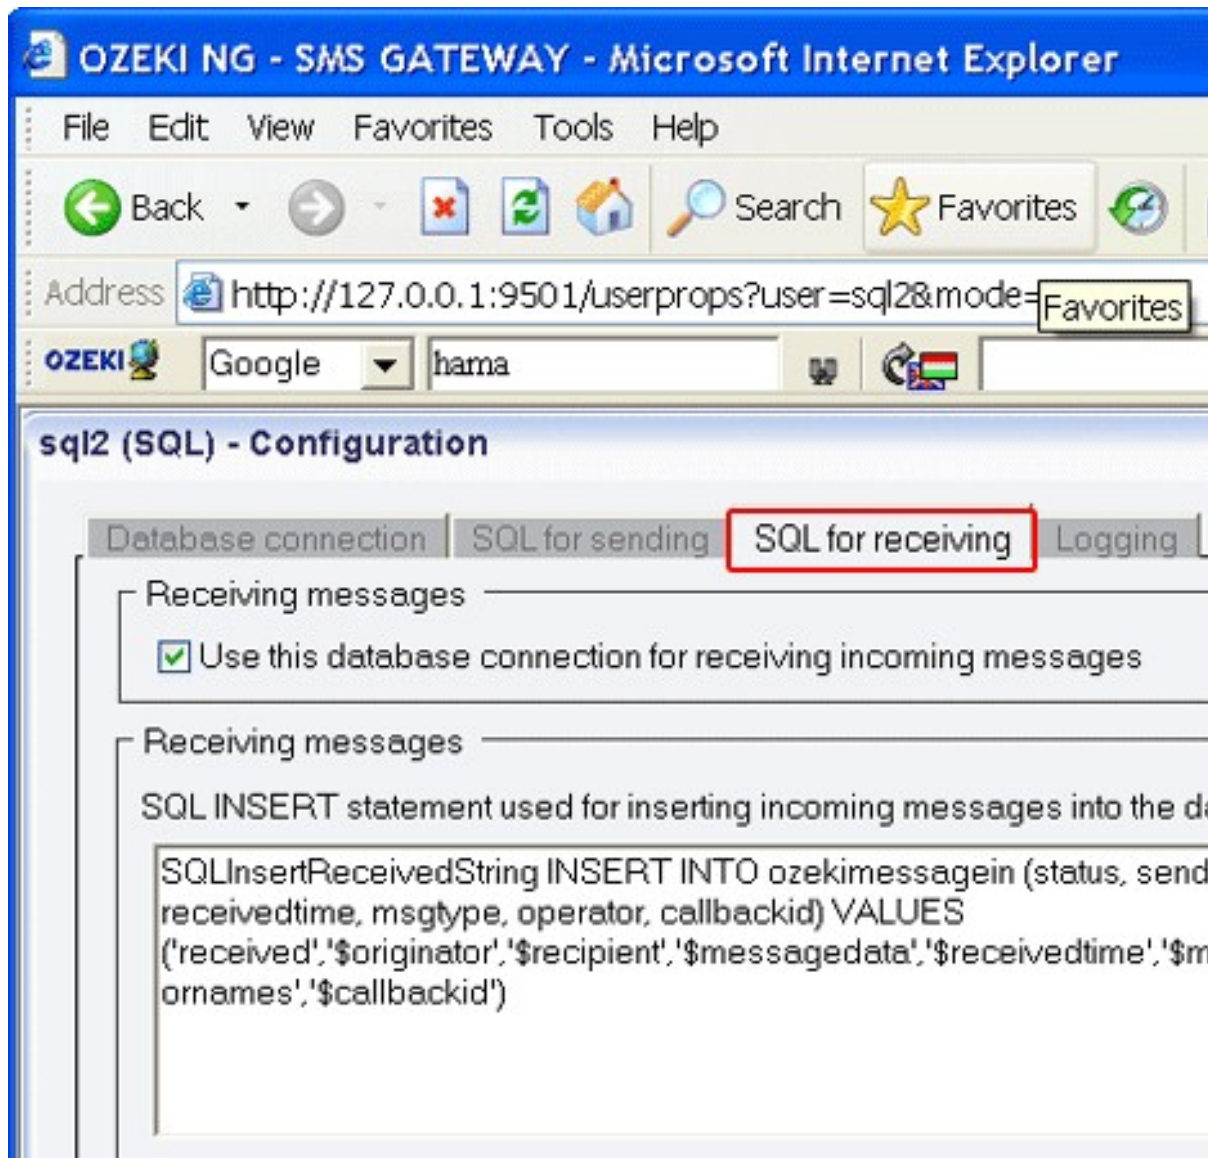 OZEKI NG - SMS GATEWAY - Microsoft Internet Explorer
File Edit View Favorites Tools Help
Back Search Favorites
Address http://127.0.0.1:9501/userprops?user=sql2&mode=
Favorites
OZEKI Google hama
sql2 (SQL) - Configuration
Database connection SQL for sending SQL for receiving Logging
Receiving messages
Use this database connection for receiving incoming messages
Receiving messages
SQL INSERT statement used for inserting incoming messages into the da
SQLInsertReceivedString INSERT INTO ozekimessagein (status, send
receivedtime, msgtype, operator, callbackid) VALUES
('received','$originator','$recipient','$messagedata','$receivedtime','$m
ornames','$callbackid')